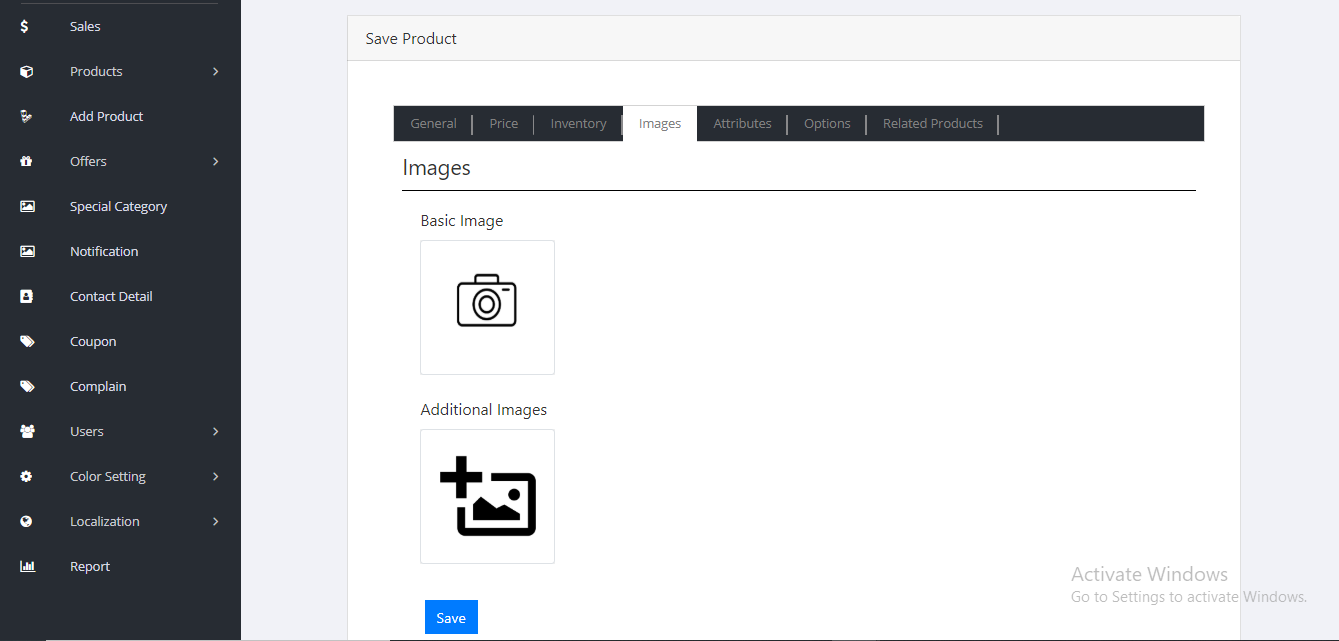 Sales
Products
Add Product
Offers
Special Category
Notification
Contact Detail
Coupon
Complain
Users
Color Setting
Localization
Report
Save Product
General Price Inventory Images Attributes Options Related Products
Images
Basic Image
Additional Images
Save
Activate Windows
Go to Settings to activate Windows.